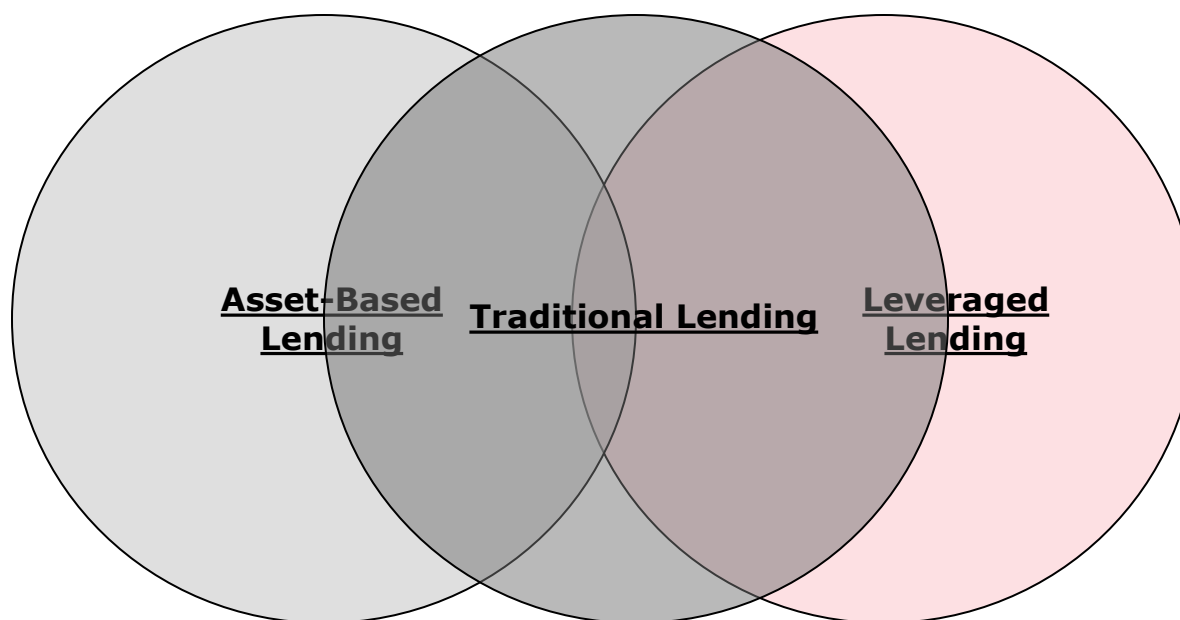 Asset-Based
Lending
Traditional Lending
Leveraged
Lending